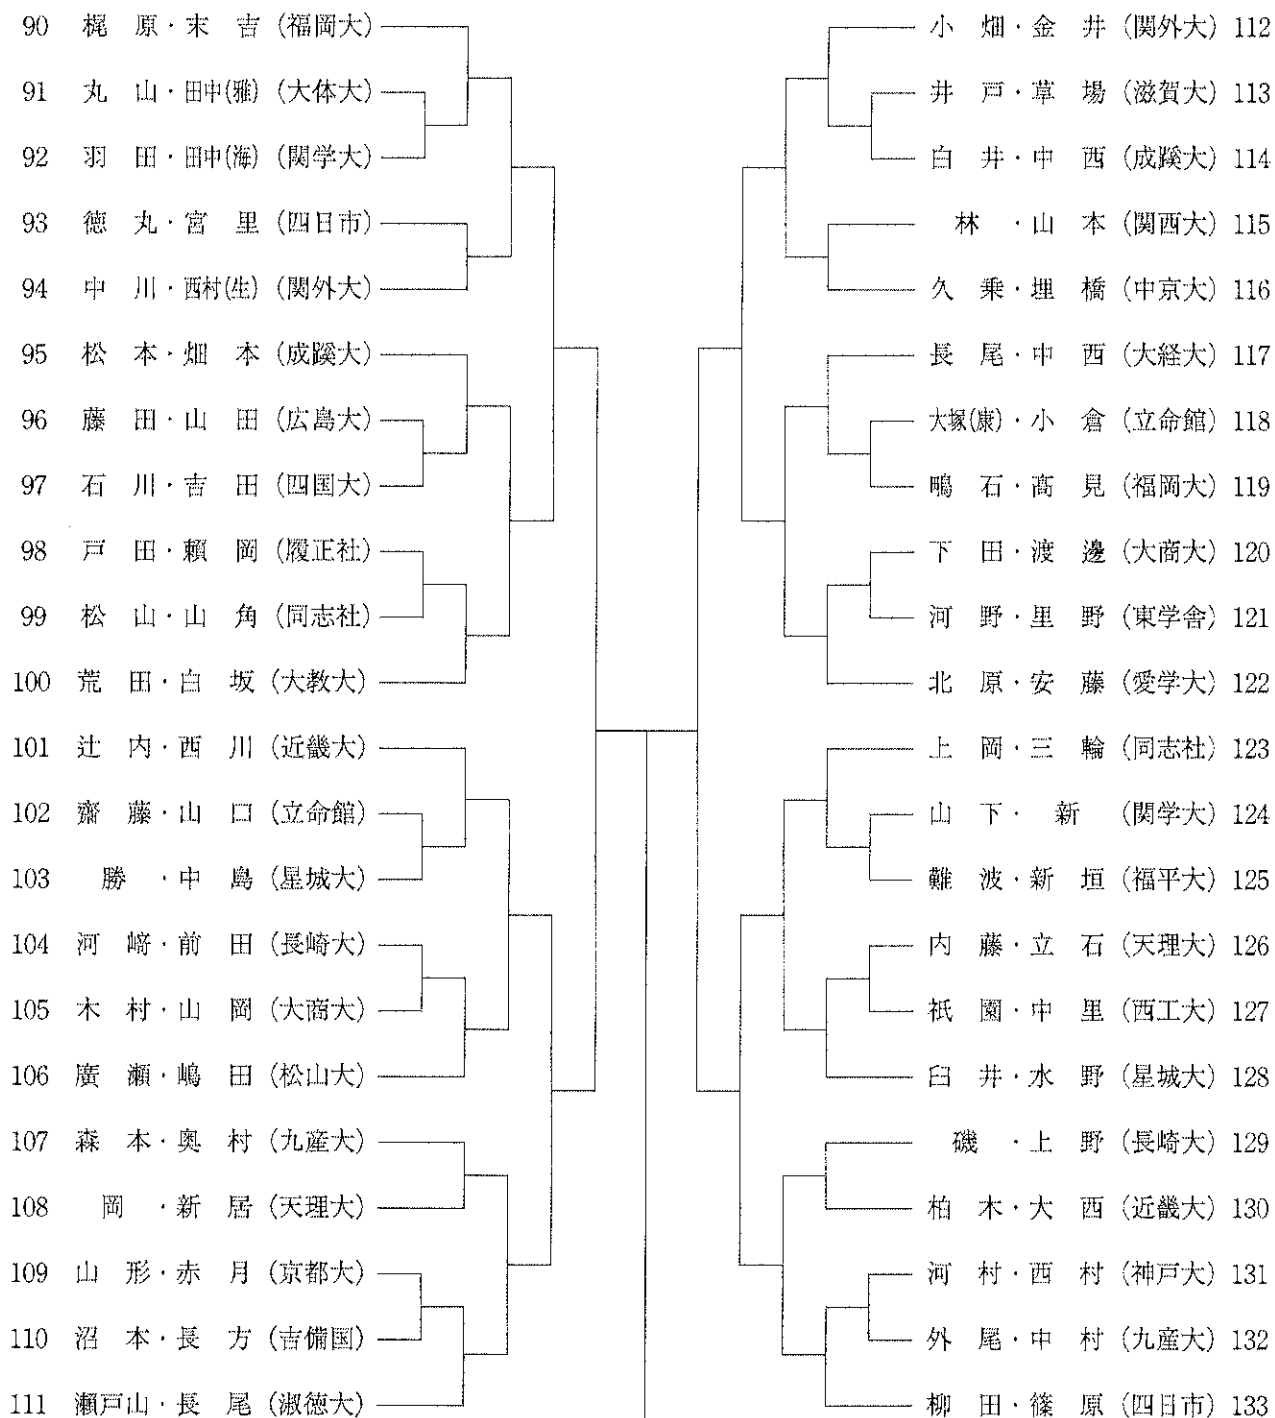 90 梶 原・末 吉 (福岡大)
91 丸 山・田中(雅) (大体大)
92 羽 田・田中(海) (関学大)
93 徳 丸・宮 里 (四日市)
94 中 川・西村(生) (関外大)
95 松 本・畑 本 (成蹊大)
96 藤 田・山 田 (広島大)
97 石 川・吉 田 (四国大)
98 戸 田・頼 岡 (履正社)
99 松 山・山 角 (同志社)
100 荒 田・白 坂 (大教大)
101 辻 内・西 川 (近畿大)
102 齋 藤・山 口 (立命館)
103 勝 ・中 島 (星城大)
104 河 﨑・前 田 (長崎大)
105 木 村・山 岡 (大商大)
106 廣 瀬・嶋 田 (松山大)
107 森 本・奥 村 (九産大)
108 岡 ・新 居 (天理大)
109 山 形・赤 月 (京都大)
110 沼 本・長 方 (吉備国)
111 瀬戸山・長 尾 (淑徳大)
小 畑・金 井 (関外大) 112
井 戸・草 場 (滋賀大) 113
白 井・中 西 (成蹊大) 114
林 ・山 本 (関西大) 115
久 乗・埋 橋 (中京大) 116
長 尾・中 西 (大経大) 117
大塚(康)・小 倉 (立命館) 118
鴫 石・髙 見 (福岡大) 119
下 田・渡 邊 (大商大) 120
河 野・里 野 (東学舎) 121
北 原・安 藤 (愛学大) 122
上 岡・三 輪 (同志社) 123
山 下・ 新 (関学大) 124
難 波・新 垣 (福平大) 125
内 藤・立 石 (天理大) 126
祇 園・中 里 (西工大) 127
臼 井・水 野 (星城大) 128
磯 ・上 野 (長崎大) 129
柏 木・大 西 (近畿大) 130
河 村・西 村 (神戸大) 131
外 尾・中 村 (九産大) 132
柳 田・篠 原 (四日市) 133